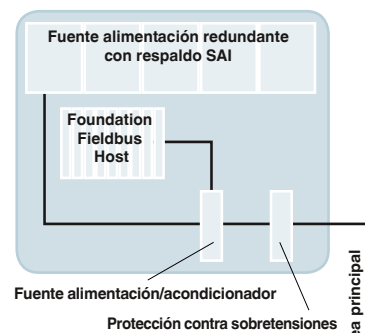 Fuente alimentación redundante
con respaldo SAI
Foundation
Fieldbus
Host
Fuente alimentación/acondicionador
Protección contra sobretensiones
principal